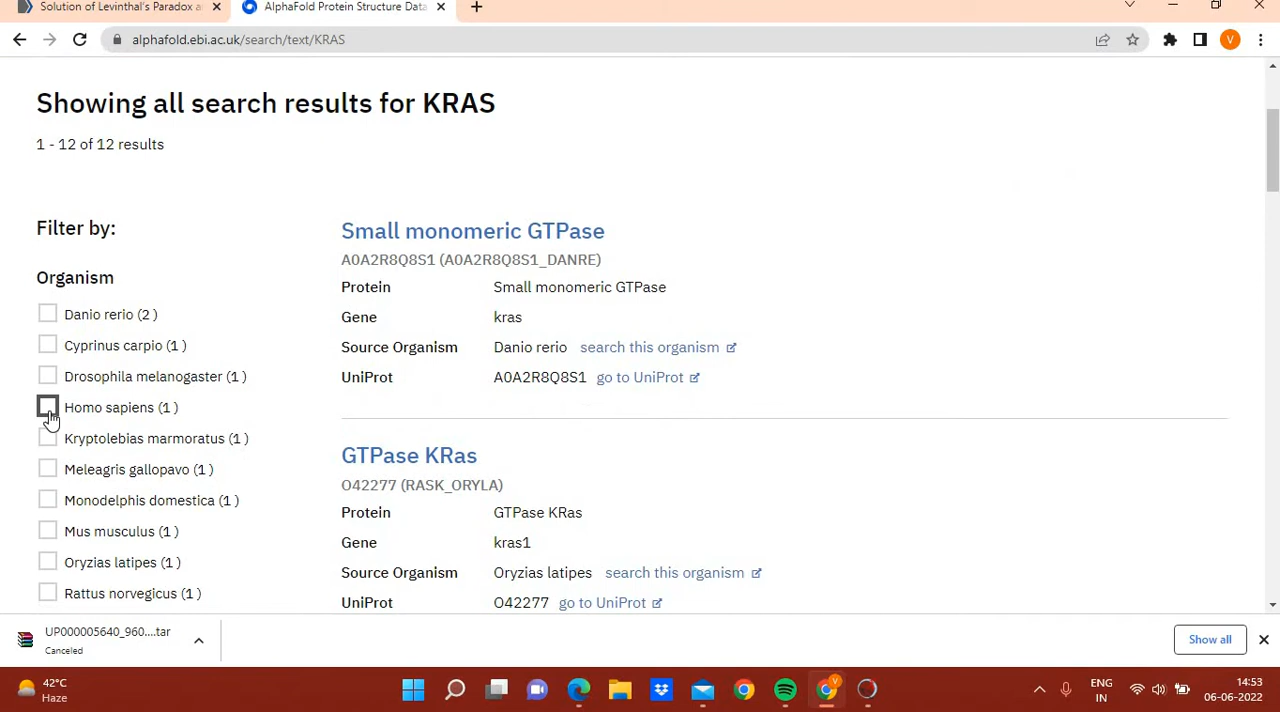 Solution of Levinthal's Paradox a
AlphaFold Protein Structure Data
alphafold.ebi.ac.uk/search/text/KRAS
V
Showing all search results for KRAS
1 - 12 of 12 results
Filter by:
Organism
Danio rerio (2 )
Cyprinus carpio (1 )
Drosophila melanogaster (1 )
Homo sapiens (1 )
Kryptolebias marmoratus (1 )
Meleagris gallopavo (1 )
Monodelphis domestica (1 )
Mus musculus (1 )
Oryzias latipes (1 )
Rattus norvegicus (1 )
Small monomeric GTPase
A0A2R8Q8S1 (A0A2R8Q8S1_DANRE)
Protein Small monomeric GTPase
Gene kras
Source Organism Danio rerio search this organism
UniProt A0A2R8Q8S1 go to UniProt
GTPase KRas
O42277 (RASK_ORYLA)
Protein GTPase KRas
Gene kras1
Source Organism Oryzias latipes search this organism
UniProt O42277 go to UniProt
UP000005640_960....tar
Canceled
Show all
42°C
Haze
V
ENG
IN
14:53
06-06-2022